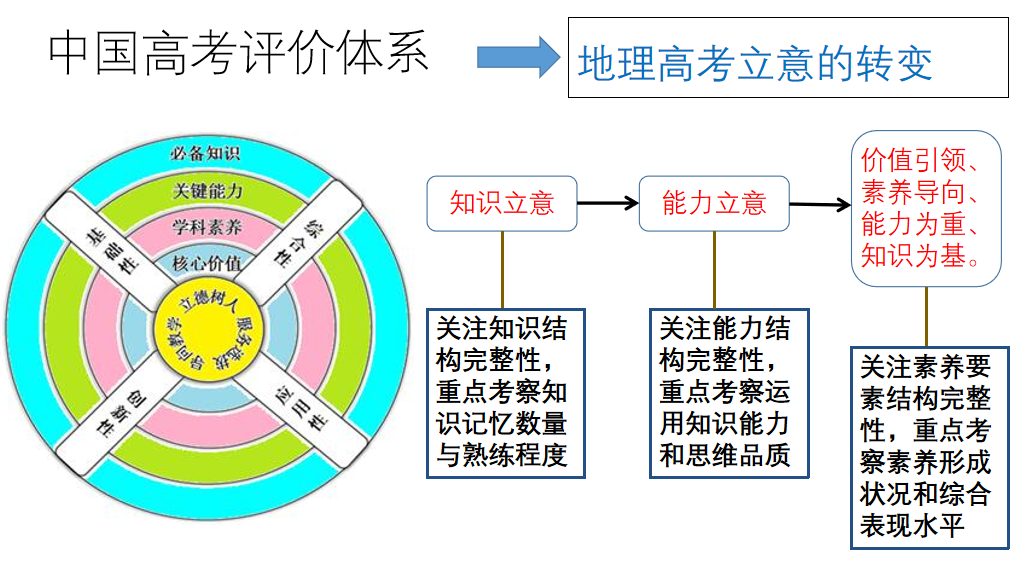 中国高考评价体系
地理高考立意的转变
必备知识
关键能力
学科素养
核心价值
基础性
综合性
立德树人
服务选拔
导向教学
创新性
应用性
知识立意
能力立意
价值引领、
素养导向、
能力为重、
知识为基。
关注知识结
构完整性，
重点考察知
识记忆数量
与熟练程度
关注能力结
构完整性，
重点考察运
用知识能力
和思维品质
关注素养要
素结构完整
性，重点考
察素养形成
状况和综合
表现水平